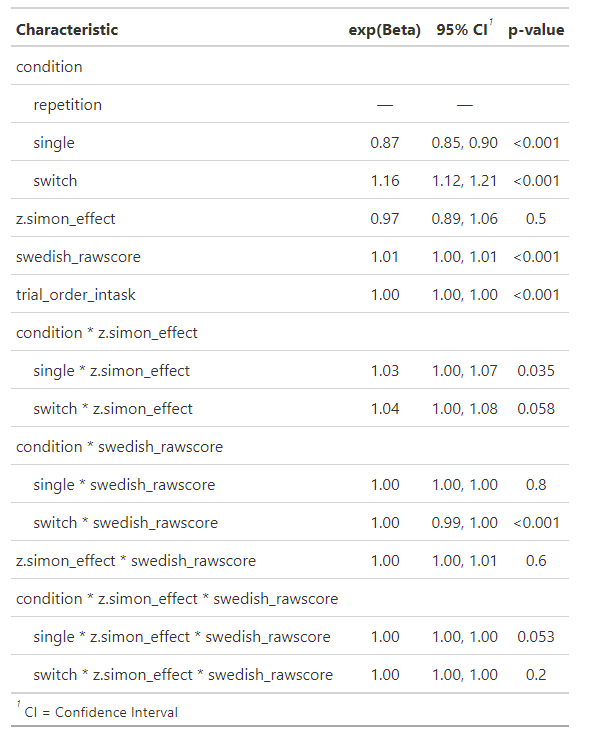 Characteristic exp(Beta) 95% CI1 p-value
condition
repetition — —
single 0.87 0.85, 0.90 <0.001
switch 1.16 1.12, 1.21 <0.001
z.simon_effect 0.97 0.89, 1.06 0.5
swedish_rawscore 1.01 1.00, 1.01 <0.001
trial_order_intask 1.00 1.00, 1.00 <0.001
condition * z.simon_effect
single * z.simon_effect 1.03 1.00, 1.07 0.035
switch * z.simon_effect 1.04 1.00, 1.08 0.058
condition * swedish_rawscore
single * swedish_rawscore 1.00 1.00, 1.00 0.8
switch * swedish_rawscore 1.00 0.99, 1.00 <0.001
z.simon_effect * swedish_rawscore 1.00 1.00, 1.01 0.6
condition * z.simon_effect * swedish_rawscore
single * z.simon_effect * swedish_rawscore 1.00 1.00, 1.00 0.053
switch * z.simon_effect * swedish_rawscore 1.00 1.00, 1.00 0.2
1 CI = Confidence Interval